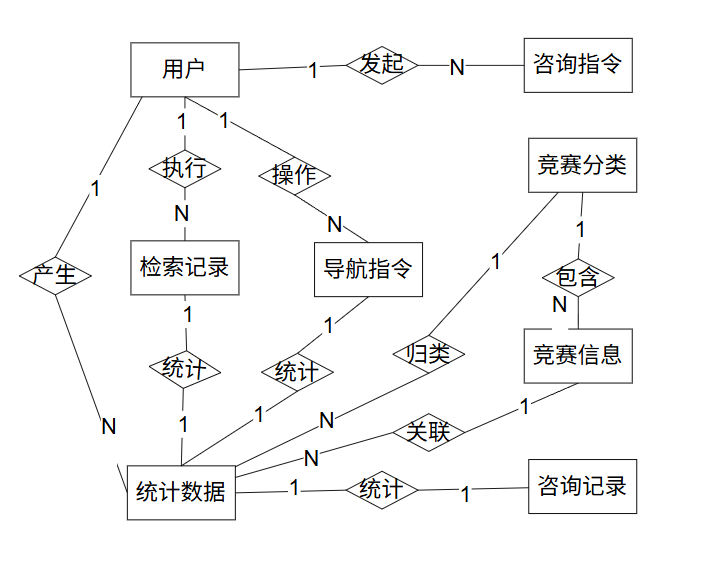 用户
1
发起
N
咨询指令
1
1
竞赛分类
执行
操作
1
N
N
1
产生
检索记录
导航指令
1
包含
N
1
1
统计
统计
归类
竞赛信息
N
1
1
N
关联
1
N
统计数据
1
统计
1
咨询记录